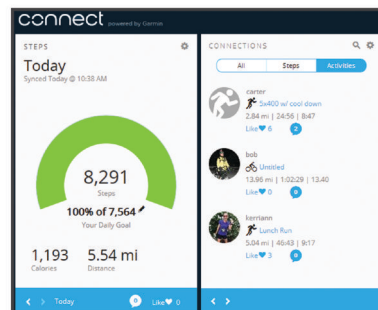 connect powered by Garmin
STEPS
Today
Synced Today @ 10:38 AM
8,291
Steps
100% of 7,564
Your Daily Goal
1,193
Calories
5.54 mi
Distance
< > Today 0 Like 0
CONNECTIONS
All Steps Activities
carter
5x400 w/ cool down
2.84 mi | 24:56 | 8:47
Like 6 2
bob
Untitled
13.96 mi | 1:02:29 | 13.40
Like 0 0
kerriann
Lunch Run
5.04 mi | 46:43 | 9:17
Like 3 0
< >